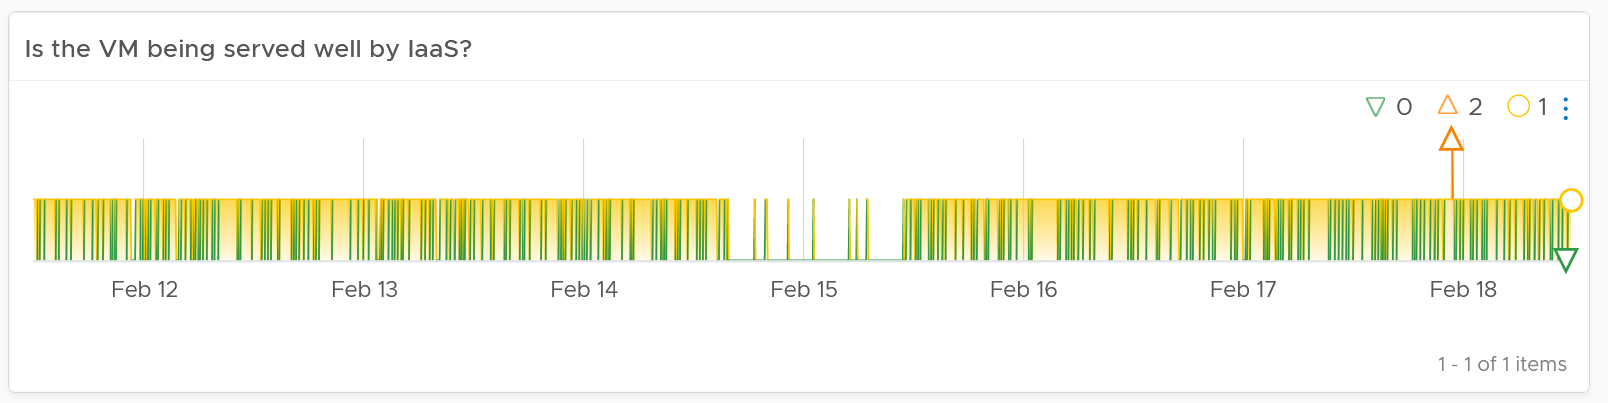 Is the VM being served well by IaaS?
0 2 1
Feb 12 Feb 13 Feb 14 Feb 15 Feb 16 Feb 17 Feb 18
1 - 1 of 1 items